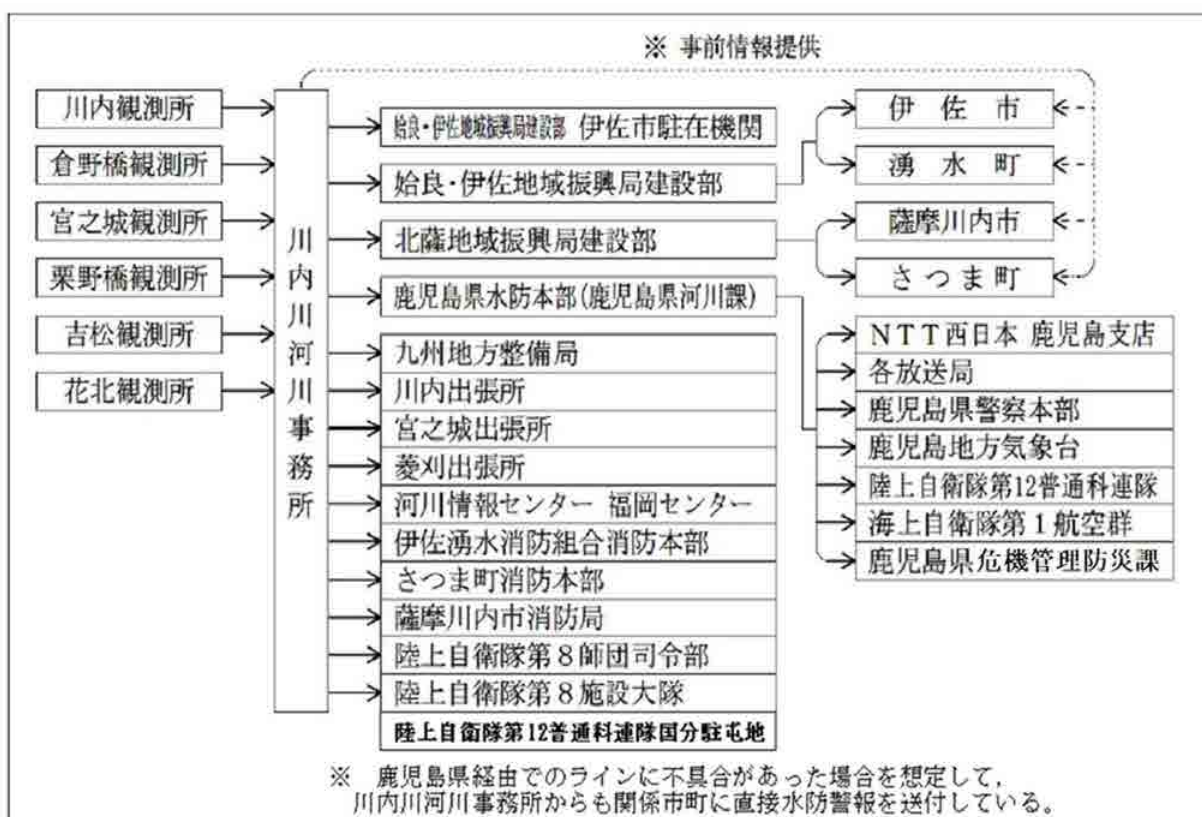 ※ 事前情報提供
川内観測所
倉野橋観測所
宮之城観測所
栗野橋観測所
吉松観測所
花北観測所
川内川河川事務所
姶良・伊佐地域振興局建設部 伊佐市駐在機関
姶良・伊佐地域振興局建設部
北薩地域振興局建設部
鹿児島県水防本部(鹿児島県河川課)
九州地方整備局
川内出張所
宮之城出張所
菱刈出張所
河川情報センター 福岡センター
伊佐湧水消防組合消防本部
さつま町消防本部
薩摩川内市消防局
陸上自衛隊第8師団司令部
陸上自衛隊第8施設大隊
陸上自衛隊第12普通科連隊国分駐屯地
伊佐市
湧水町
薩摩川内市
さつま町
NTT西日本 鹿児島支店
各放送局
鹿児島県警察本部
鹿児島地方気象台
陸上自衛隊第12普通科連隊
海上自衛隊第1航空群
鹿児島県危機管理防災課
※ 鹿児島県経由でのラインに不具合があった場合を想定して,
川内川河川事務所からも関係市町に直接水防警報を送付している。